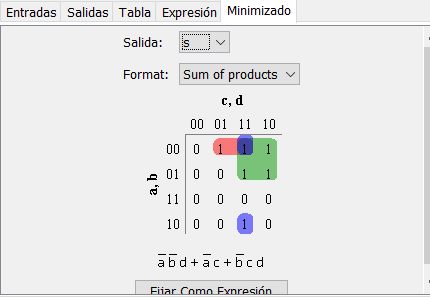 Entradas Salidas Tabla Expresión Minimizado
Salida: s
Format: Sum of products
c, d
00 01 11 10
a, b
00 0 1 1 1
01 0 0 1 1
11 0 0 0 0
10 0 0 1 0
a̅ b̅ d + a̅ c + b̅ c d
Fijar Como Expresión